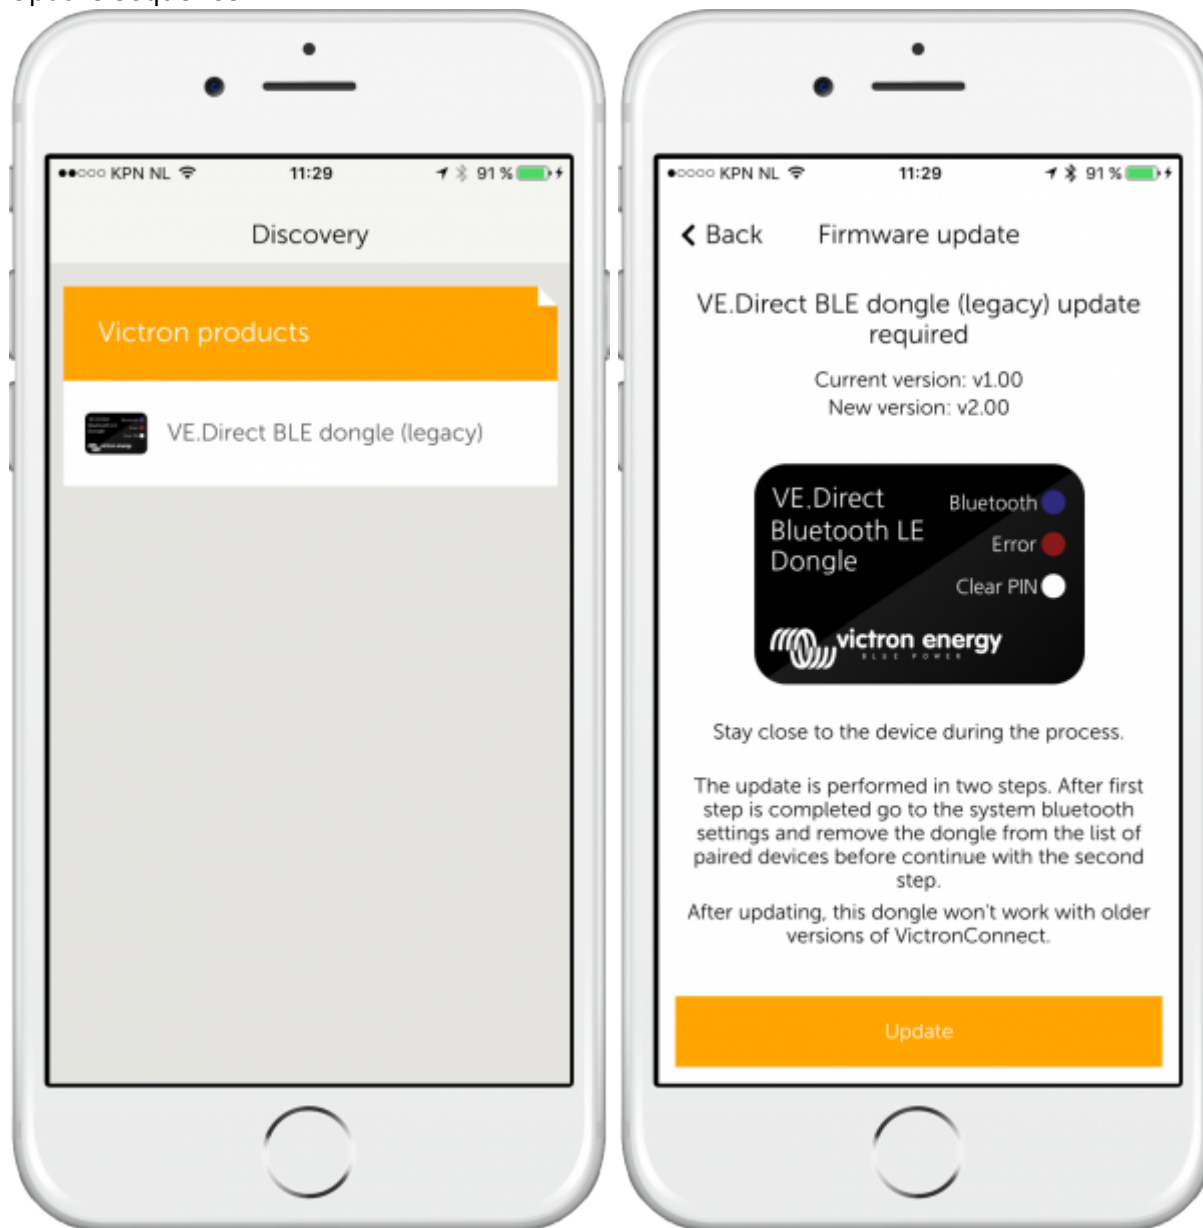 KPN NL 11:29 91 %
Discovery
Victron products
VE.Direct BLE dongle (legacy)
KPN NL 11:29 91 %
Back Firmware update
VE.Direct BLE dongle (legacy) update
required
Current version: v1.00
New version: v2.00
VE.Direct
Bluetooth LE
Dongle
Bluetooth
Error
Clear PIN
victron energy
BLUE POWER
Stay close to the device during the process.
The update is performed in two steps. After first
step is completed go to the system bluetooth
settings and remove the dongle from the list of
paired devices before continue with the second
step.
After updating, this dongle won't work with older
versions of VictronConnect.
Update